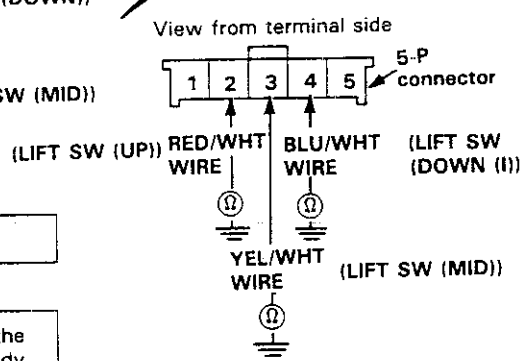 (DOWN))
View from terminal side
5-P
connector
1 2 3 4 5
SW (MID))
(LIFT SW (UP)) RED/WHT WIRE
BLU/WHT WIRE
(LIFT SW (DOWN (I))
Ω Ω
YEL/WHT WIRE
(LIFT SW (MID))
Ω
the